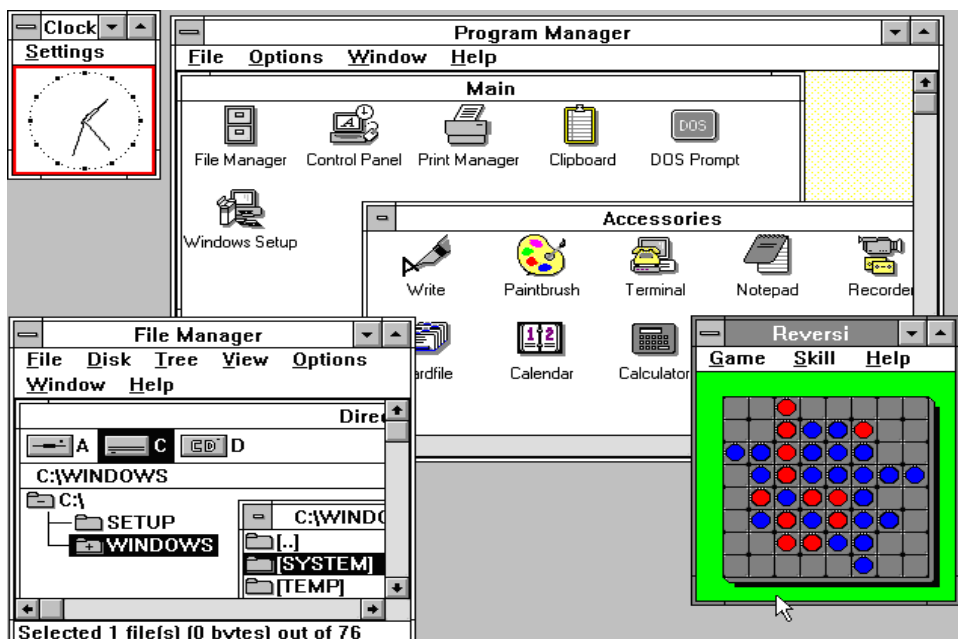 Clock
Settings
Program Manager
File Options Window Help
Main
File Manager Control Panel Print Manager Clipboard DOS Prompt
DOS
Windows Setup
Accessories
Write Paintbrush Terminal Notepad Recorder
12
ardfile Calendar Calculator
File Manager
File Disk Tree View Options
Window Help
Direc
A C CD D
C:\WINDOWS
C:\
SETUP
WINDOWS
C:\WINDO
[..]
[SYSTEM]
[TEMP]
Selected 1 file(s) (0 bytes) out of 76
Reversi
Game Skill Help